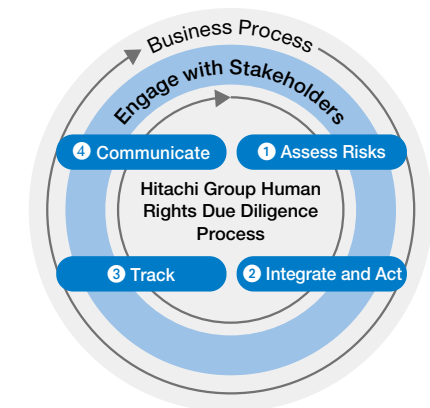 Business Process
Engage with Stakeholders
4 Communicate
1 Assess Risks
Hitachi Group Human
Rights Due Diligence
Process
3 Track
2 Integrate and Act